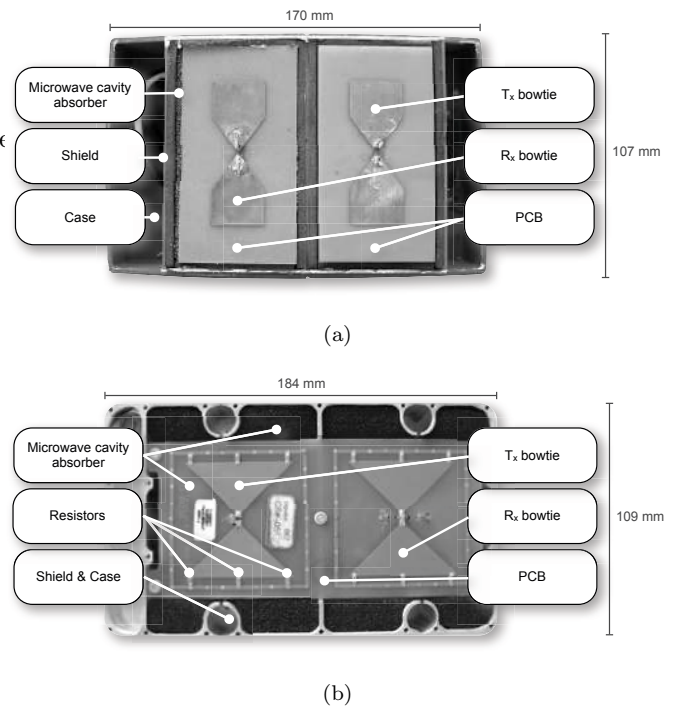 170 mm
Microwave cavity
absorber
Shield
Case
Tx bowtie
Rx bowtie
PCB
107 mm
(a)
184 mm
Microwave cavity
absorber
Resistors
Shield & Case
Tx bowtie
Rx bowtie
PCB
109 mm
(b)